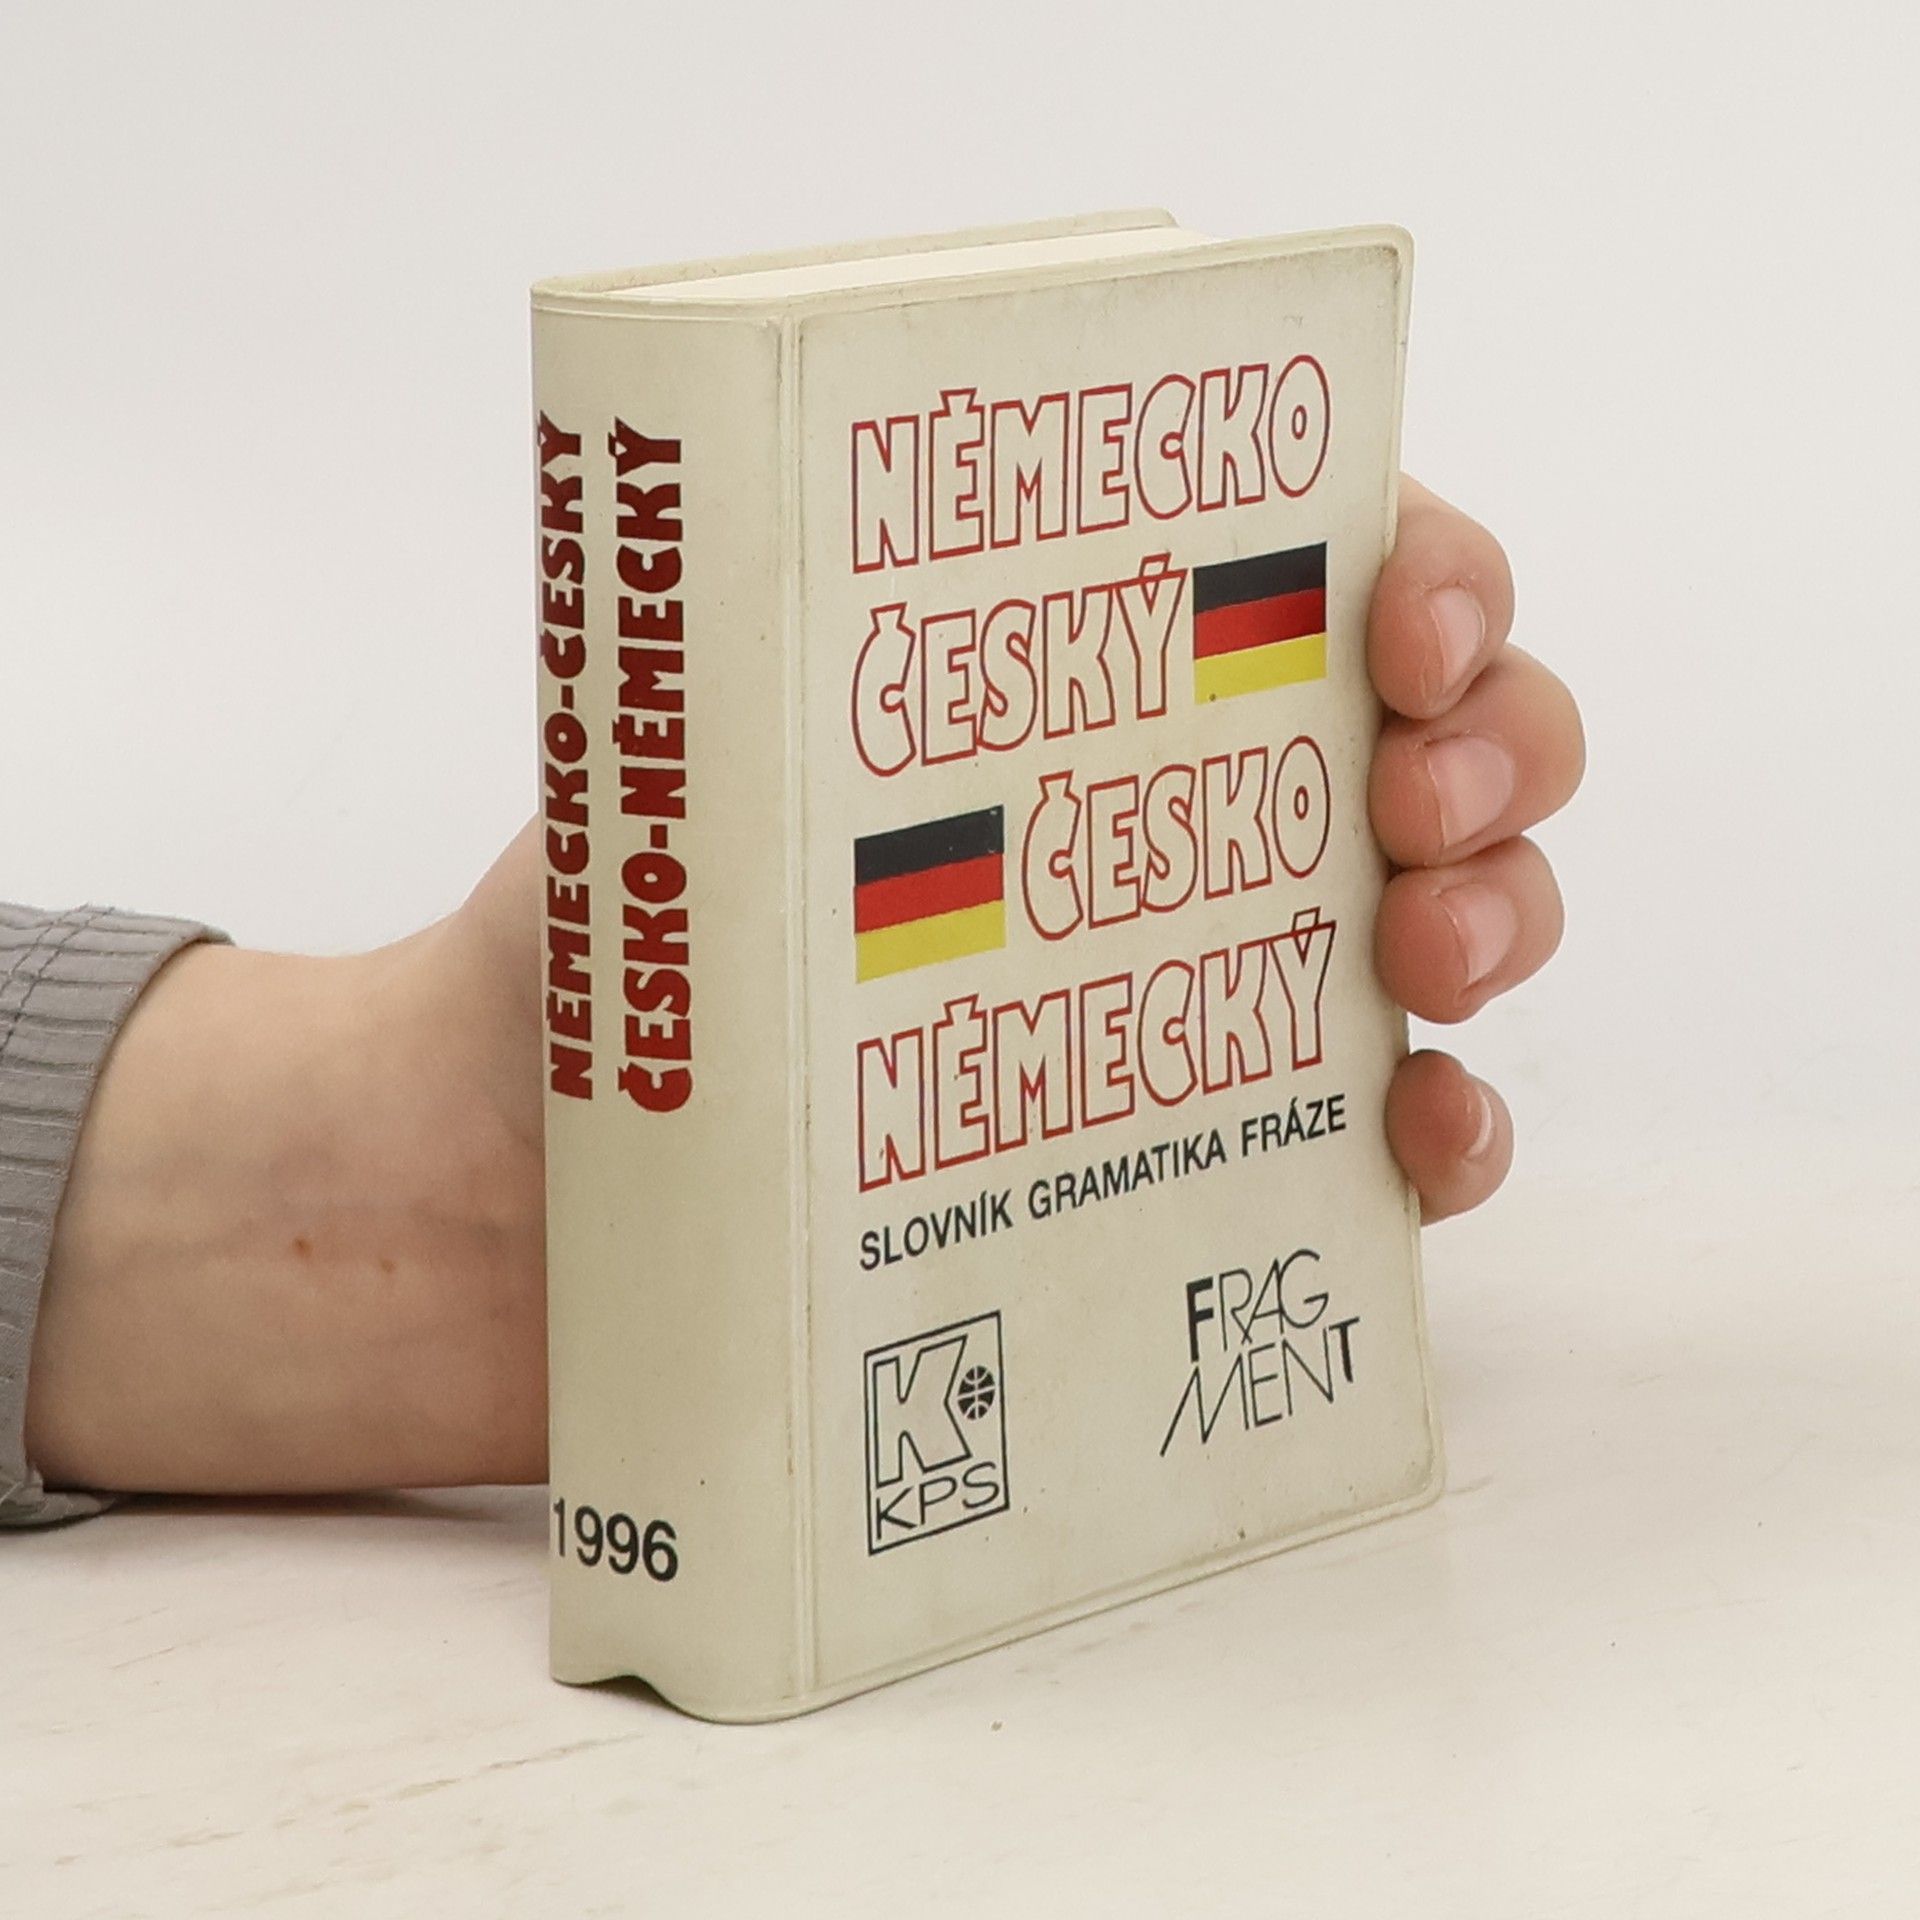 NĚMECKO-ČESKÝ
ČESKO-NĚMECKÝ
1996
NĚMECKO
ČESKÝ
ČESKO
NĚMECKÝ
SLOVNÍK GRAMATIKA FRÁZE
K
KPS
FRAG
MENT